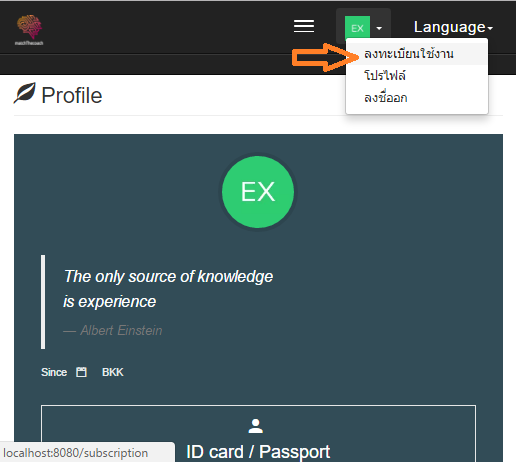 EX
Language
ลงทะเบียนใช้งาน
โปรไฟล์
ลงชื่ออก
Profile
EX
The only source of knowledge
is experience
— Albert Einstein
Since BKK
ID card / Passport
localhost:8080/subscription